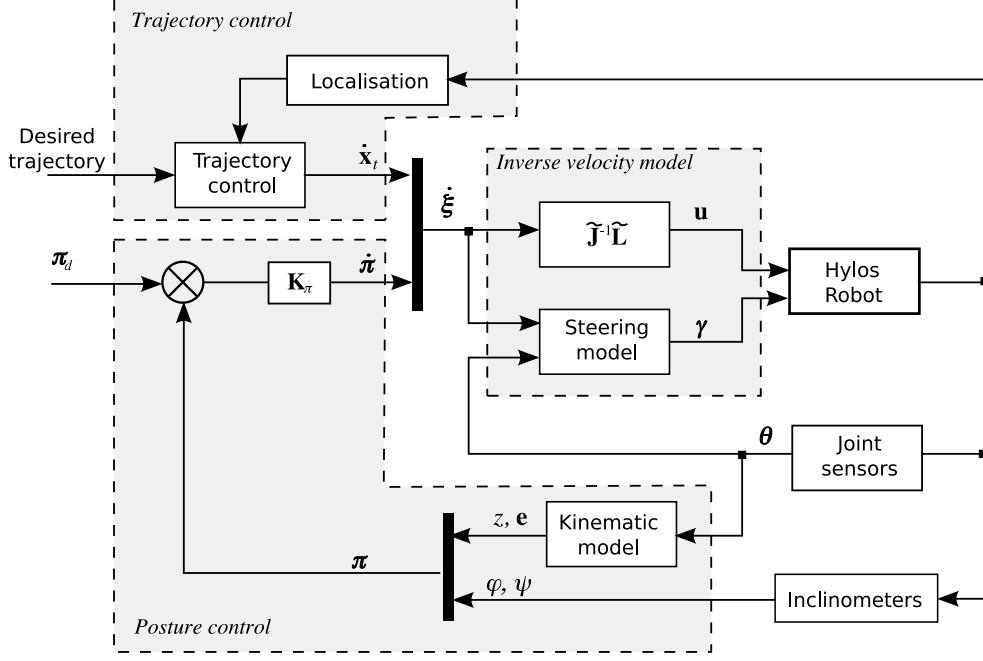 Trajectory control
Localisation
Desired
trajectory
Trajectory
control
ẋₜ
ξ̇
Inverse velocity model
J̃⁻¹L̃
u
Hylos
Robot
π_d
K_π
π̇
Steering
model
γ
θ
Joint
sensors
z, e
Kinematic
model
π
φ, ψ
Inclinometers
Posture control